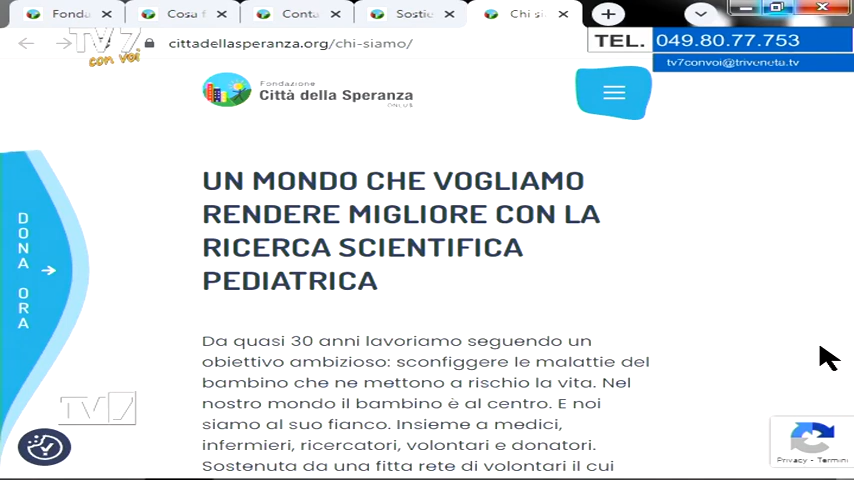 Fonda
Cosa f
Conta
Sostie
Chi si
TV7
con voi
cittadellasperanza.org/chi-siamo/
TEL. 049.80.77.753
tv7convoi@triveneta.tv
Fondazione
Città della Speranza
ONLUS
UN MONDO CHE VOGLIAMO
RENDERE MIGLIORE CON LA
RICERCA SCIENTIFICA
PEDIATRICA
DONA ORA
Da quasi 30 anni lavoriamo seguendo un
obiettivo ambizioso: sconfiggere le malattie del
bambino che ne mettono a rischio la vita. Nel
nostro mondo il bambino è al centro. E noi
siamo al suo fianco. Insieme a medici,
infermieri, ricercatori, volontari e donatori.
Sostenuta da una fitta rete di volontari il cui
TV7
Privacy - Termini